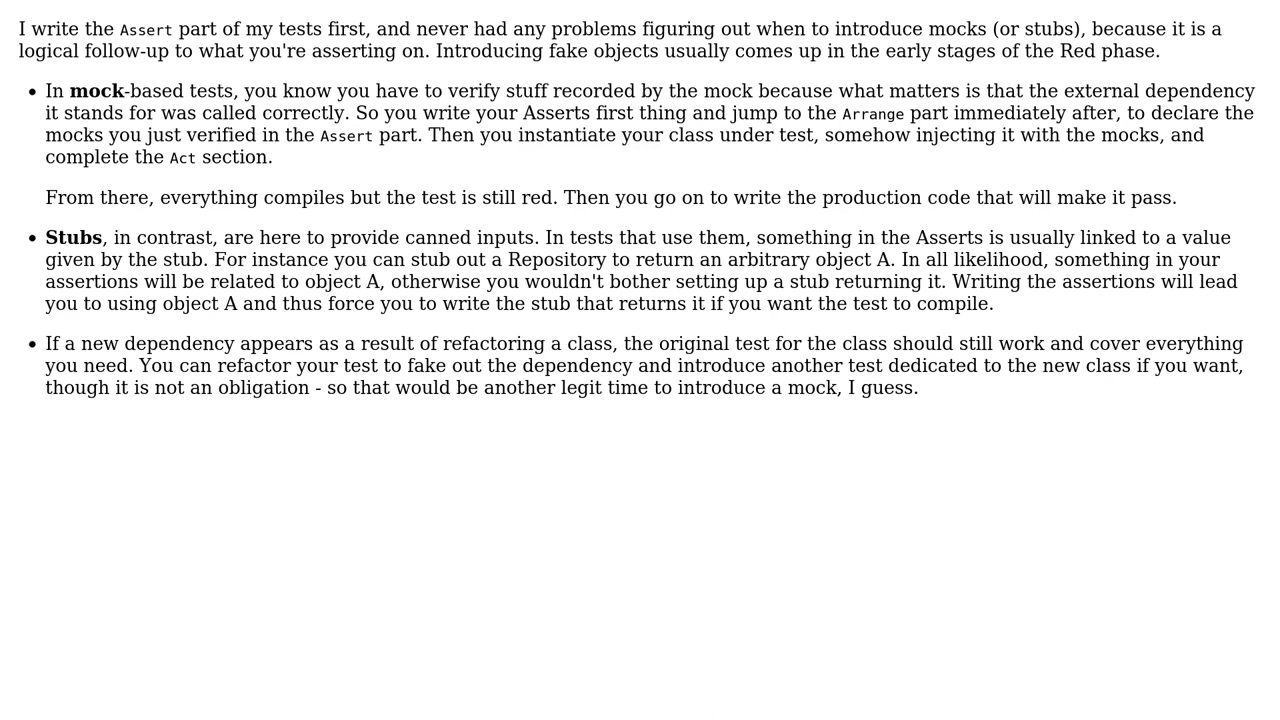 I write the Assert part of my tests first, and never had any problems figuring out when to introduce mocks (or stubs), because it is a
logical follow-up to what you're asserting on. Introducing fake objects usually comes up in the early stages of the Red phase.
• In mock-based tests, you know you have to verify stuff recorded by the mock because what matters is that the external dependency
it stands for was called correctly. So you write your Asserts first thing and jump to the Arrange part immediately after, to declare the
mocks you just verified in the Assert part. Then you instantiate your class under test, somehow injecting it with the mocks, and
complete the Act section.
From there, everything compiles but the test is still red. Then you go on to write the production code that will make it pass.
• Stubs, in contrast, are here to provide canned inputs. In tests that use them, something in the Asserts is usually linked to a value
given by the stub. For instance you can stub out a Repository to return an arbitrary object A. In all likelihood, something in your
assertions will be related to object A, otherwise you wouldn't bother setting up a stub returning it. Writing the assertions will lead
you to using object A and thus force you to write the stub that returns it if you want the test to compile.
• If a new dependency appears as a result of refactoring a class, the original test for the class should still work and cover everything
you need. You can refactor your test to fake out the dependency and introduce another test dedicated to the new class if you want,
though it is not an obligation - so that would be another legit time to introduce a mock, I guess.